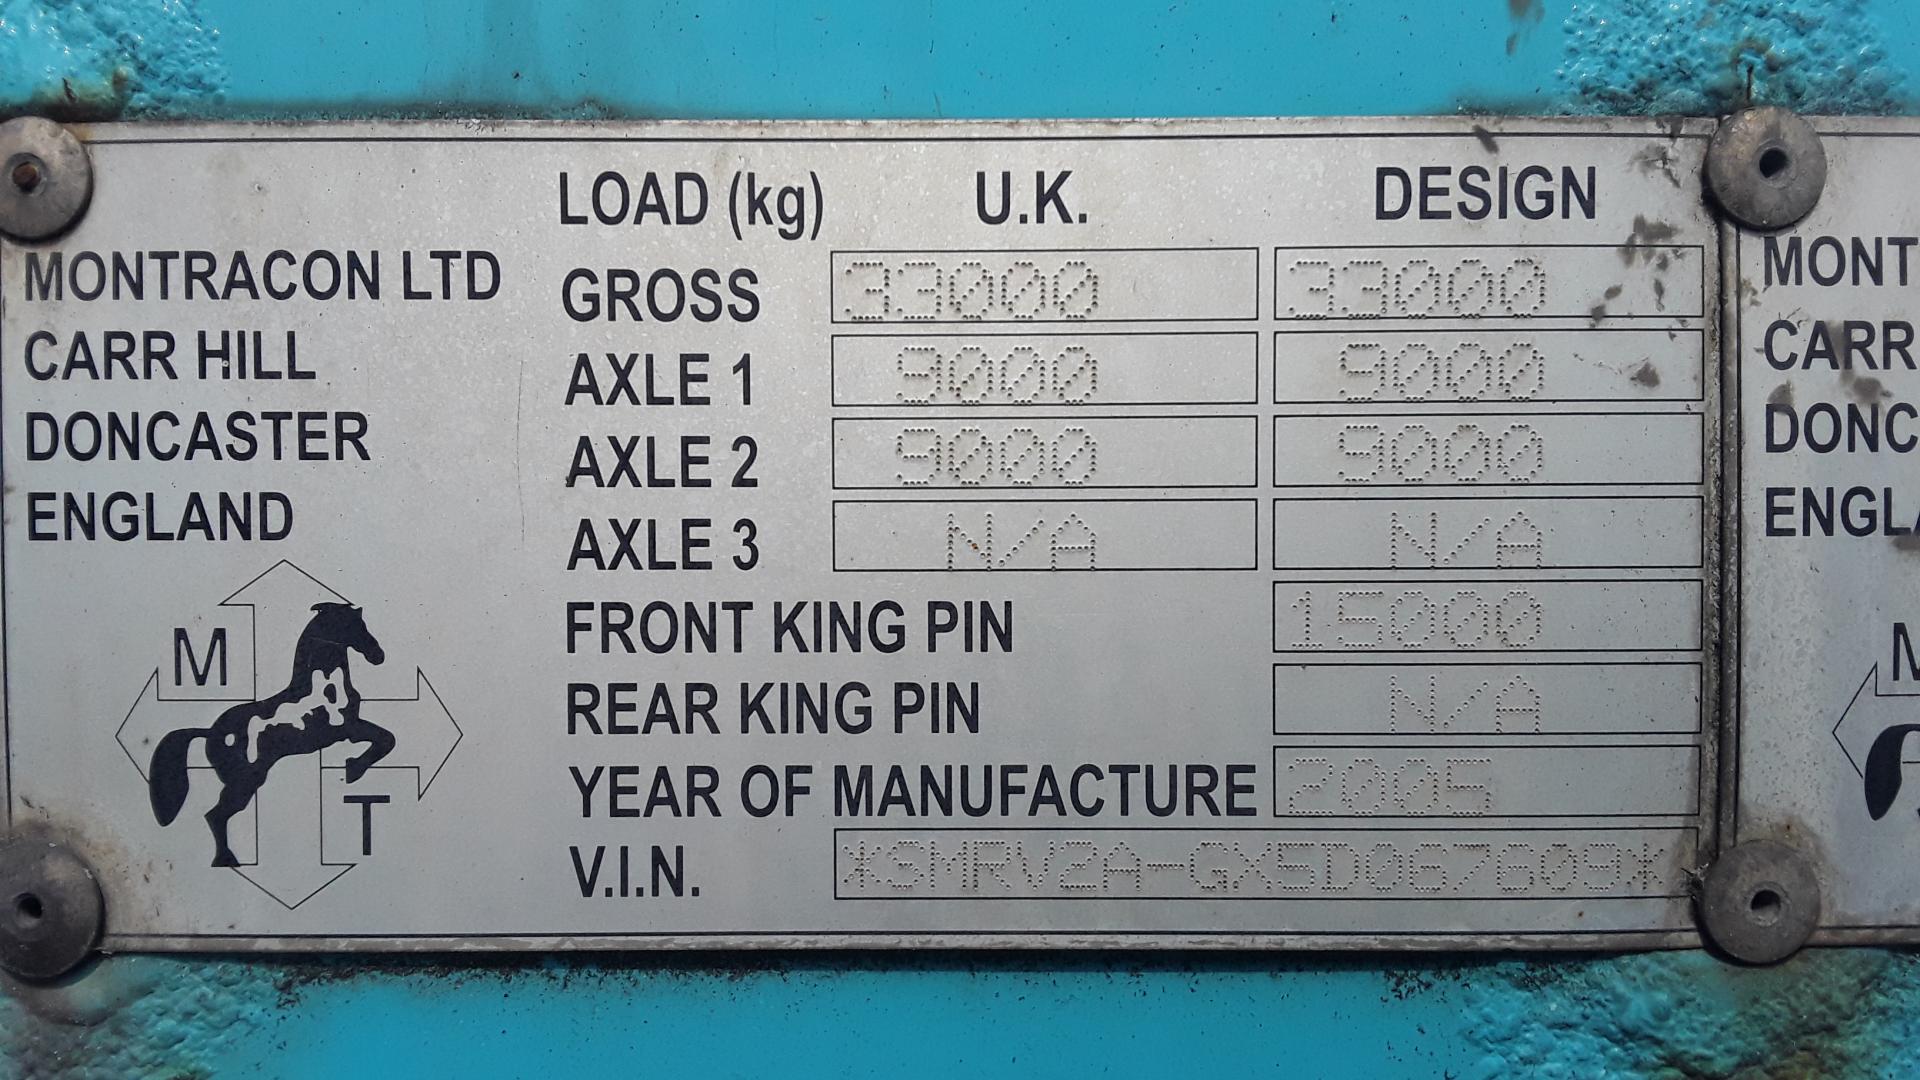 LOAD (kg) U.K. DESIGN
MONTRACON LTD
CARR HILL
DONCASTER
ENGLAND
M
T
GROSS 33000 33000
AXLE 1 9000 9000
AXLE 2 9000 9000
AXLE 3 N/A N/A
FRONT KING PIN 15000
REAR KING PIN N/A
YEAR OF MANUFACTURE 2005
V.I.N. *SMRV2A-GX5D067609*
MONT
CARR
DONC
ENGLA